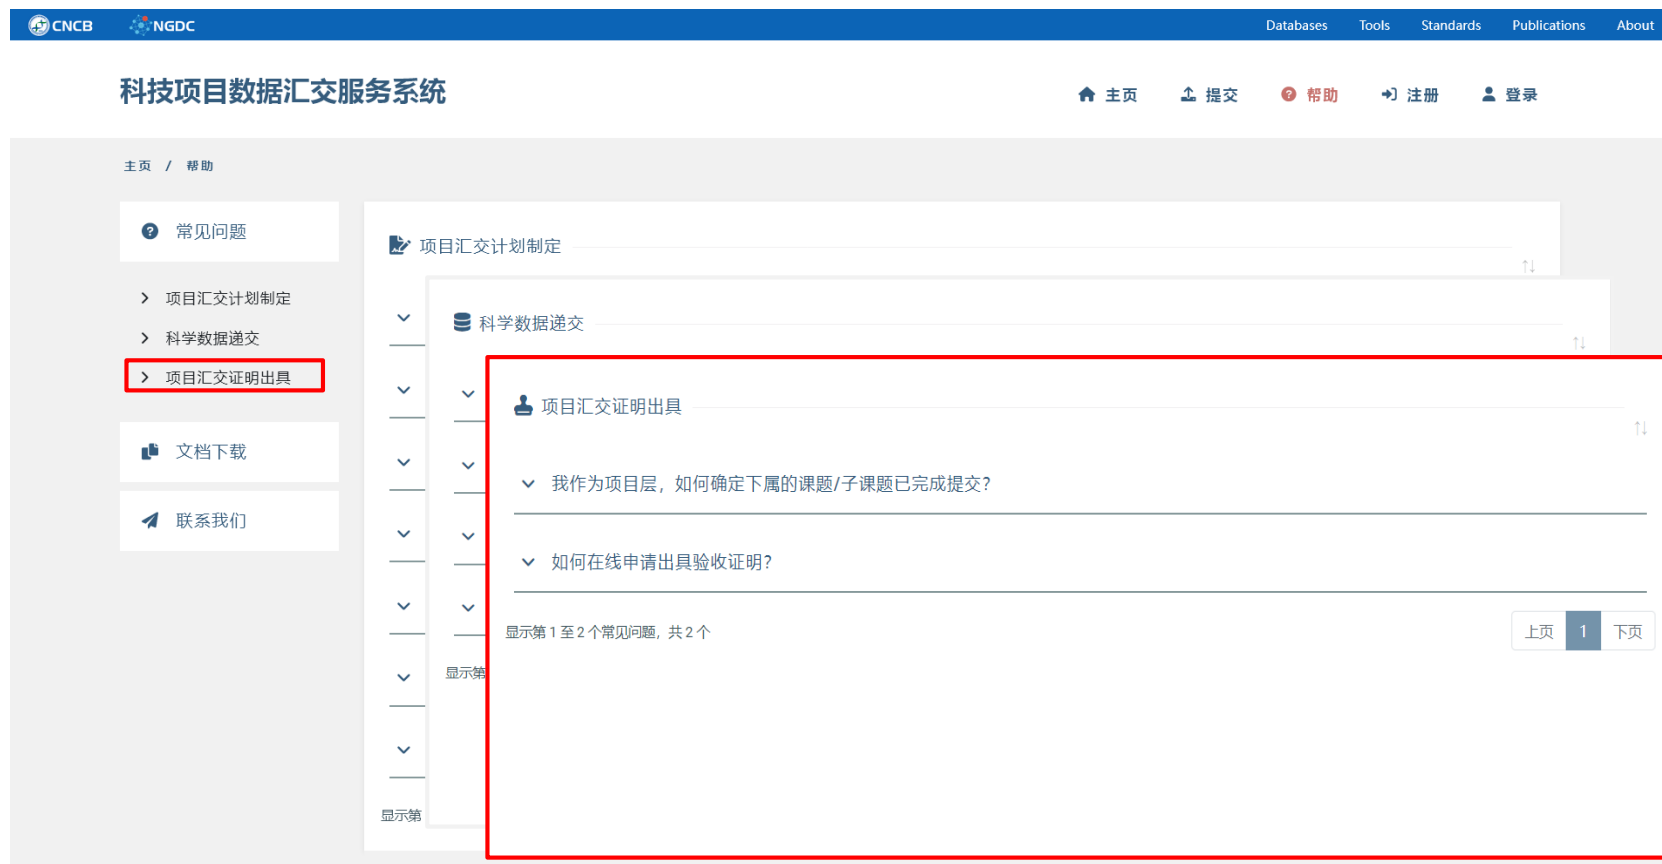 CNCB NGDC Databases Tools Standards Publications About
科技项目数据汇交服务系统
主页 提交 帮助 注册 登录
主页 / 帮助
常见问题
项目汇交计划制定
科学数据递交
项目汇交证明出具
文档下载
联系我们
项目汇交计划制定
显示第
科学数据递交
显示第
项目汇交证明出具
我作为项目层，如何确定下属的课题/子课题已完成提交？
如何在线申请出具验收证明？
显示第 1 至 2 个常见问题，共 2 个
上页 1 下页